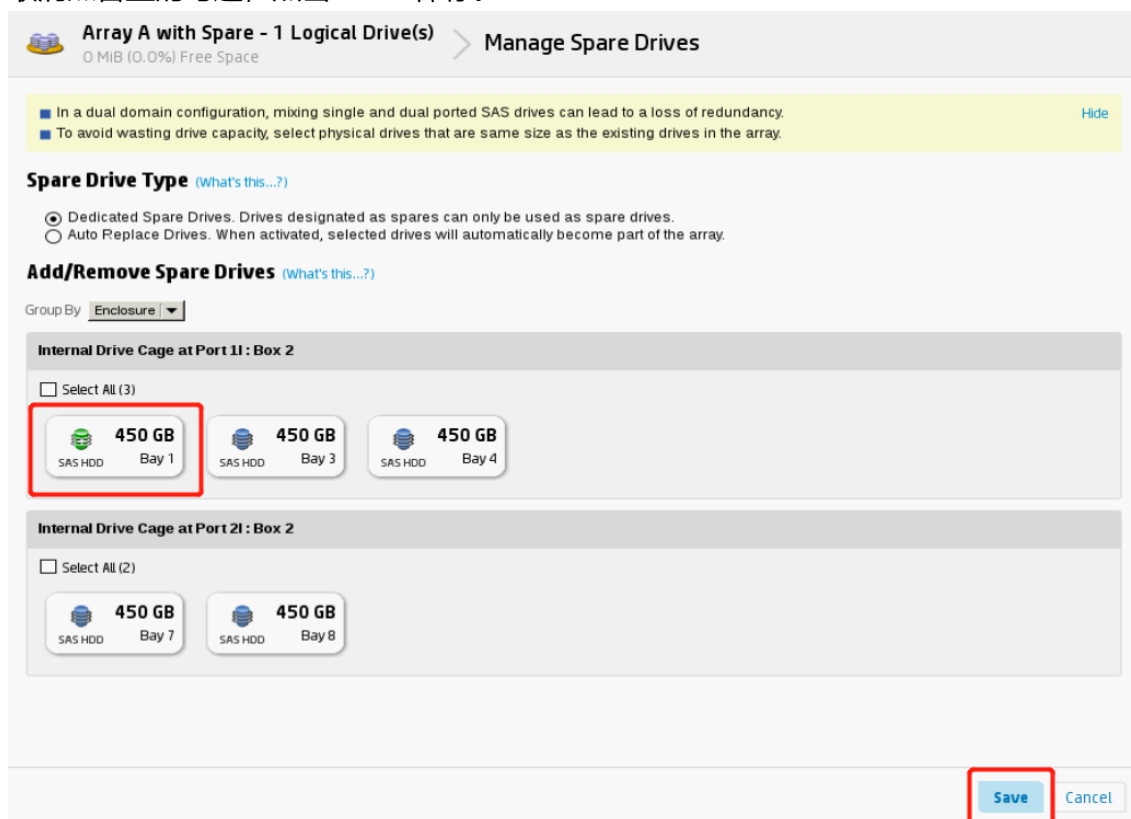 Array A with Spare - 1 Logical Drive(s)
0 MiB (0.0%) Free Space
Manage Spare Drives
In a dual domain configuration, mixing single and dual ported SAS drives can lead to a loss of redundancy.
Hide
To avoid wasting drive capacity, select physical drives that are same size as the existing drives in the array.
Spare Drive Type (What's this...?)
Dedicated Spare Drives. Drives designated as spares can only be used as spare drives.
Auto Replace Drives. When activated, selected drives will automatically become part of the array.
Add/Remove Spare Drives (What's this...?)
Group By Enclosure
Internal Drive Cage at Port 1I : Box 2
Select All (3)
450 GB
SAS HDD Bay 1
450 GB
SAS HDD Bay 3
450 GB
SAS HDD Bay 4
Internal Drive Cage at Port 2I : Box 2
Select All (2)
450 GB
SAS HDD Bay 7
450 GB
SAS HDD Bay 8
Save Cancel